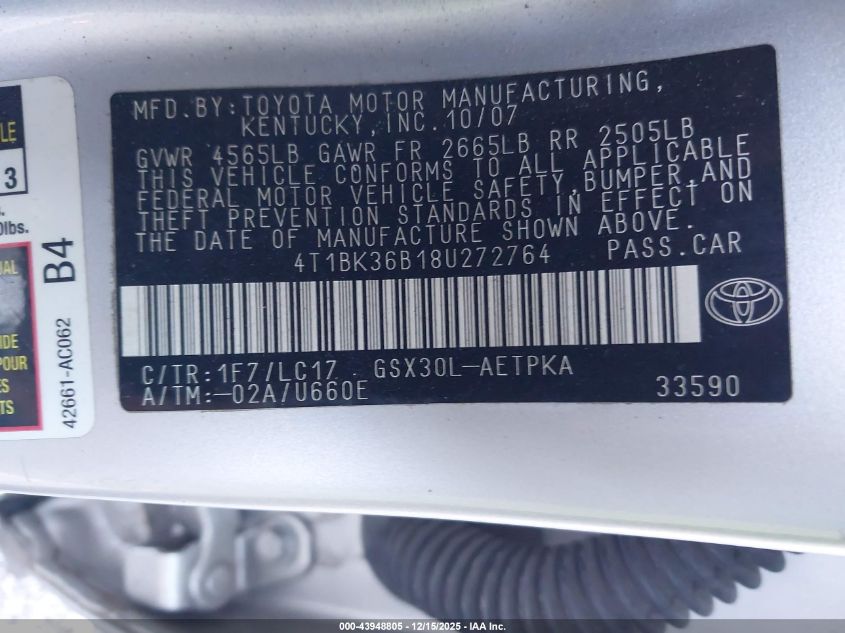 MFD.BY:TOYOTA MOTOR MANUFACTURING,
KENTUCKY,INC.10/07
GVWR 4565LB GAWR FR 2665LB RR 2505LB
THIS VEHICLE CONFORMS TO ALL APPLICABLE
FEDERAL MOTOR VEHICLE SAFETY,BUMPER,AND
THEFT PREVENTION STANDARDS IN EFFECT ON
THE DATE OF MANUFACTURE SHOWN ABOVE.
4T1BK36B18U272764 PASS.CAR
C/TR:1F7/LC17 GSX30L-AETPKA
A/TM:-02A/U660E 33590
3
lbs.
B4
42661-AC062
POUR
000-43948805 - 12/15/2025 - IAA Inc.